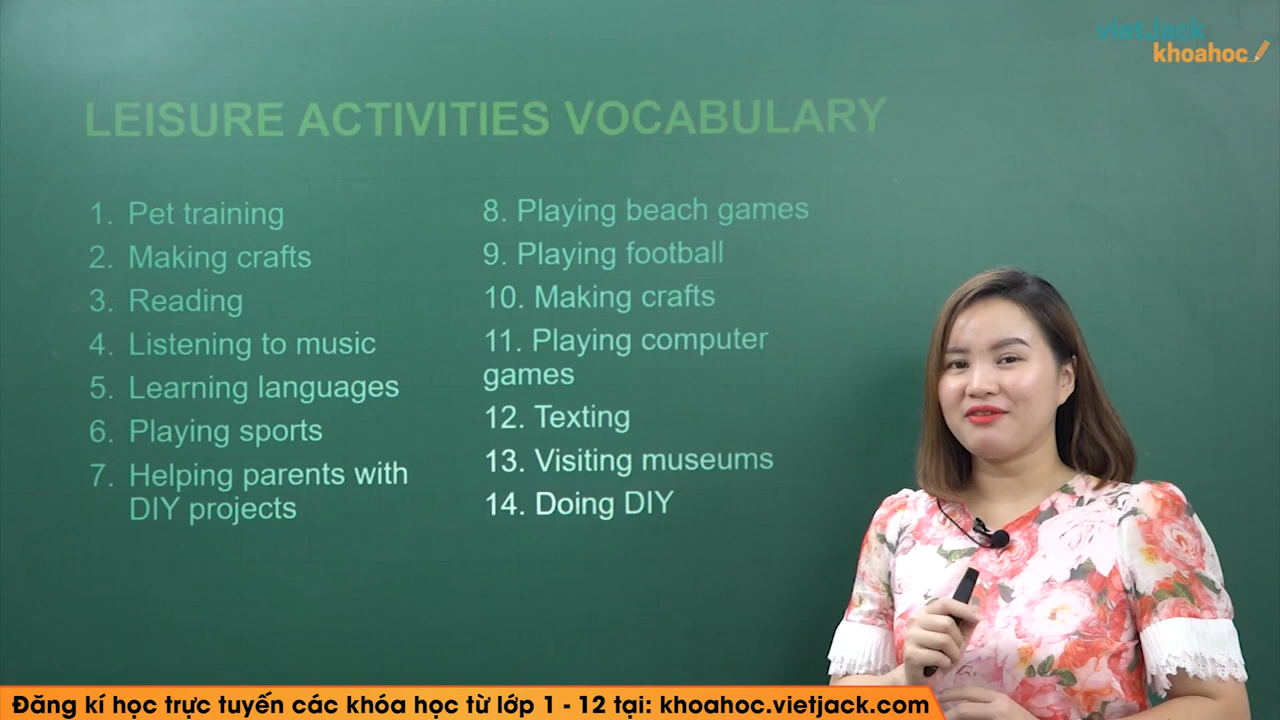 vietjack
khoahoc
LEISURE ACTIVITIES VOCABULARY
1. Pet training
2. Making crafts
3. Reading
4. Listening to music
5. Learning languages
6. Playing sports
7. Helping parents with
DIY projects
8. Playing beach games
9. Playing football
10. Making crafts
11. Playing computer
games
12. Texting
13. Visiting museums
14. Doing DIY
Đăng kí học trực tuyến các khóa học từ lớp 1 - 12 tại: khoahoc.vietjack.com